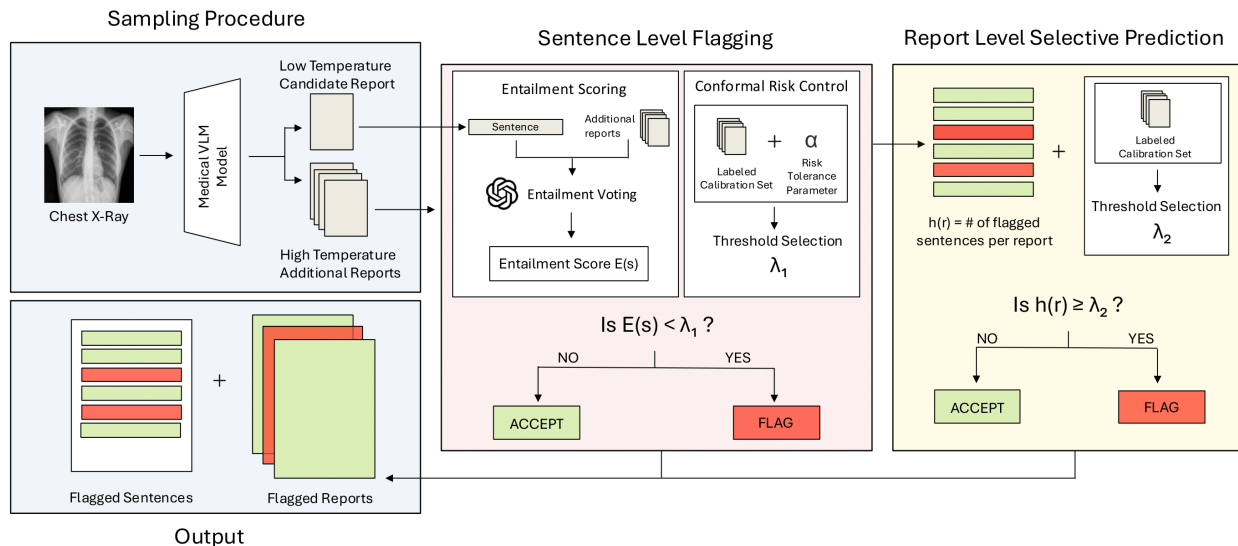 Sampling Procedure
Low Temperature
Candidate Report
Medical VLM
Model
Chest X-Ray
High Temperature
Additional Reports
Sentence Level Flagging
Entailment Scoring
Sentence
Additional
reports
Entailment Voting
Entailment Score E(s)
Conformal Risk Control
+
α
Labeled
Calibration Set
Risk
Tolerance
Parameter
Threshold Selection
λ₁
Is E(s) < λ₁ ?
NO
YES
ACCEPT
FLAG
Report Level Selective Prediction
+
h(r) = # of flagged
sentences per report
Labeled
Calibration Set
Threshold Selection
λ₂
Is h(r) ≥ λ₂ ?
NO
YES
ACCEPT
FLAG
+
Flagged Sentences
Flagged Reports
Output